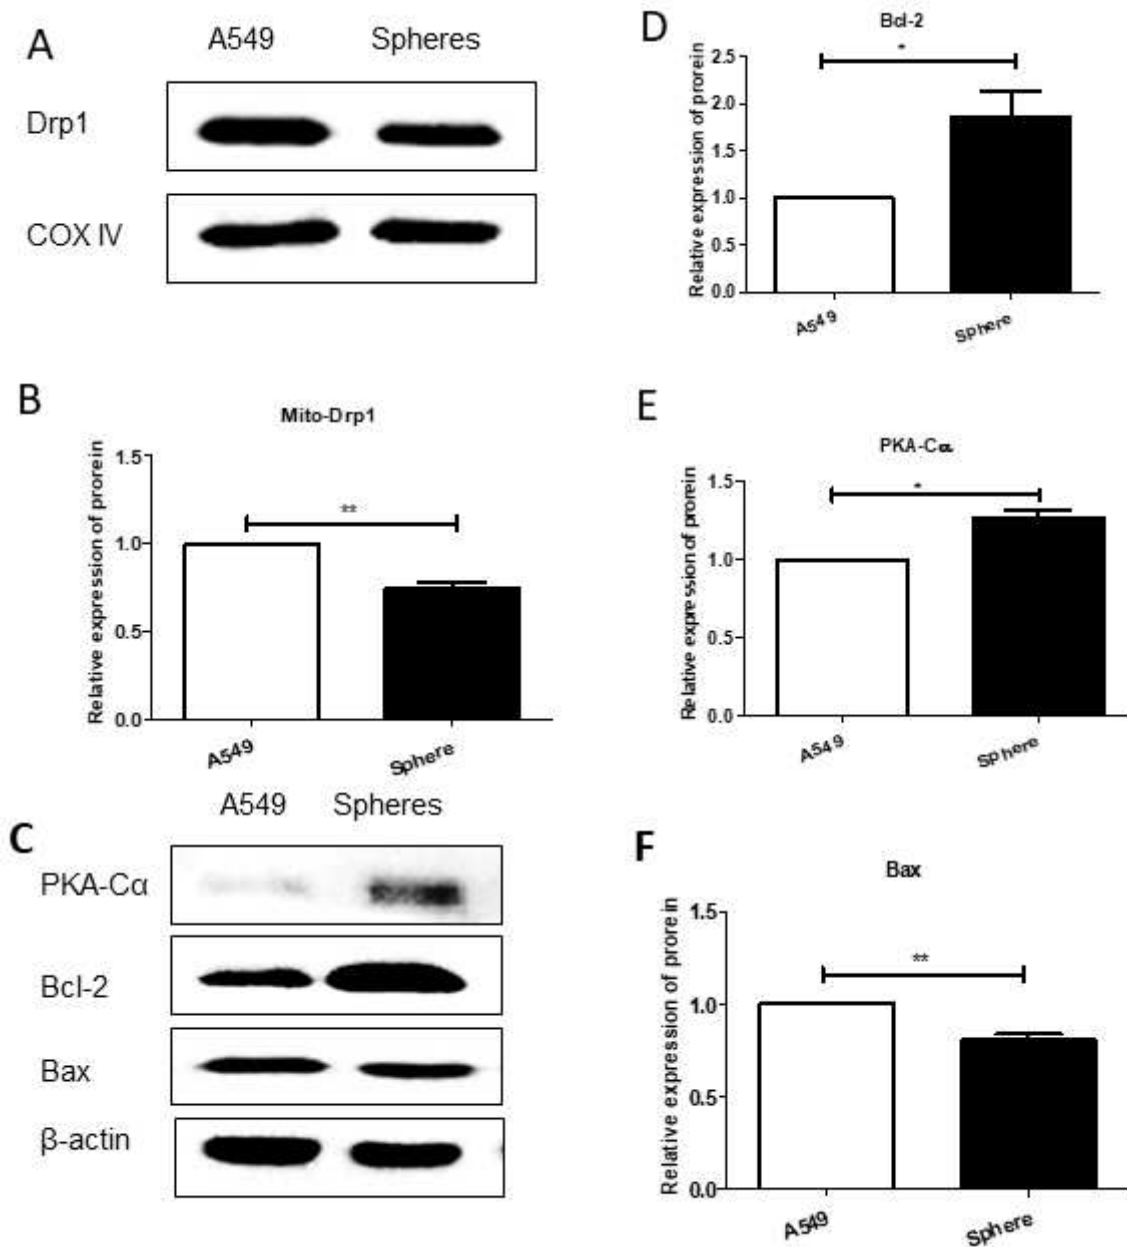 A
A549 Spheres
Drp1
COX IV
B
Mito-Drp1
Relative expression of prorein
1.5
**
1.0
0.5
0.0
A549 Sphere
C
A549 Spheres
PKA-Cα
Bcl-2
Bax
β-actin
D
Bcl-2
Relative expression of prorein
2.5
*
2.0
1.5
1.0
0.5
0.0
A549 Sphere
E
PKA-Cα
Relative expression of prorein
1.5
*
1.0
0.5
0.0
A549 Sphere
F
Bax
Relative expression of prorein
1.5
**
1.0
0.5
0.0
A549 Sphere